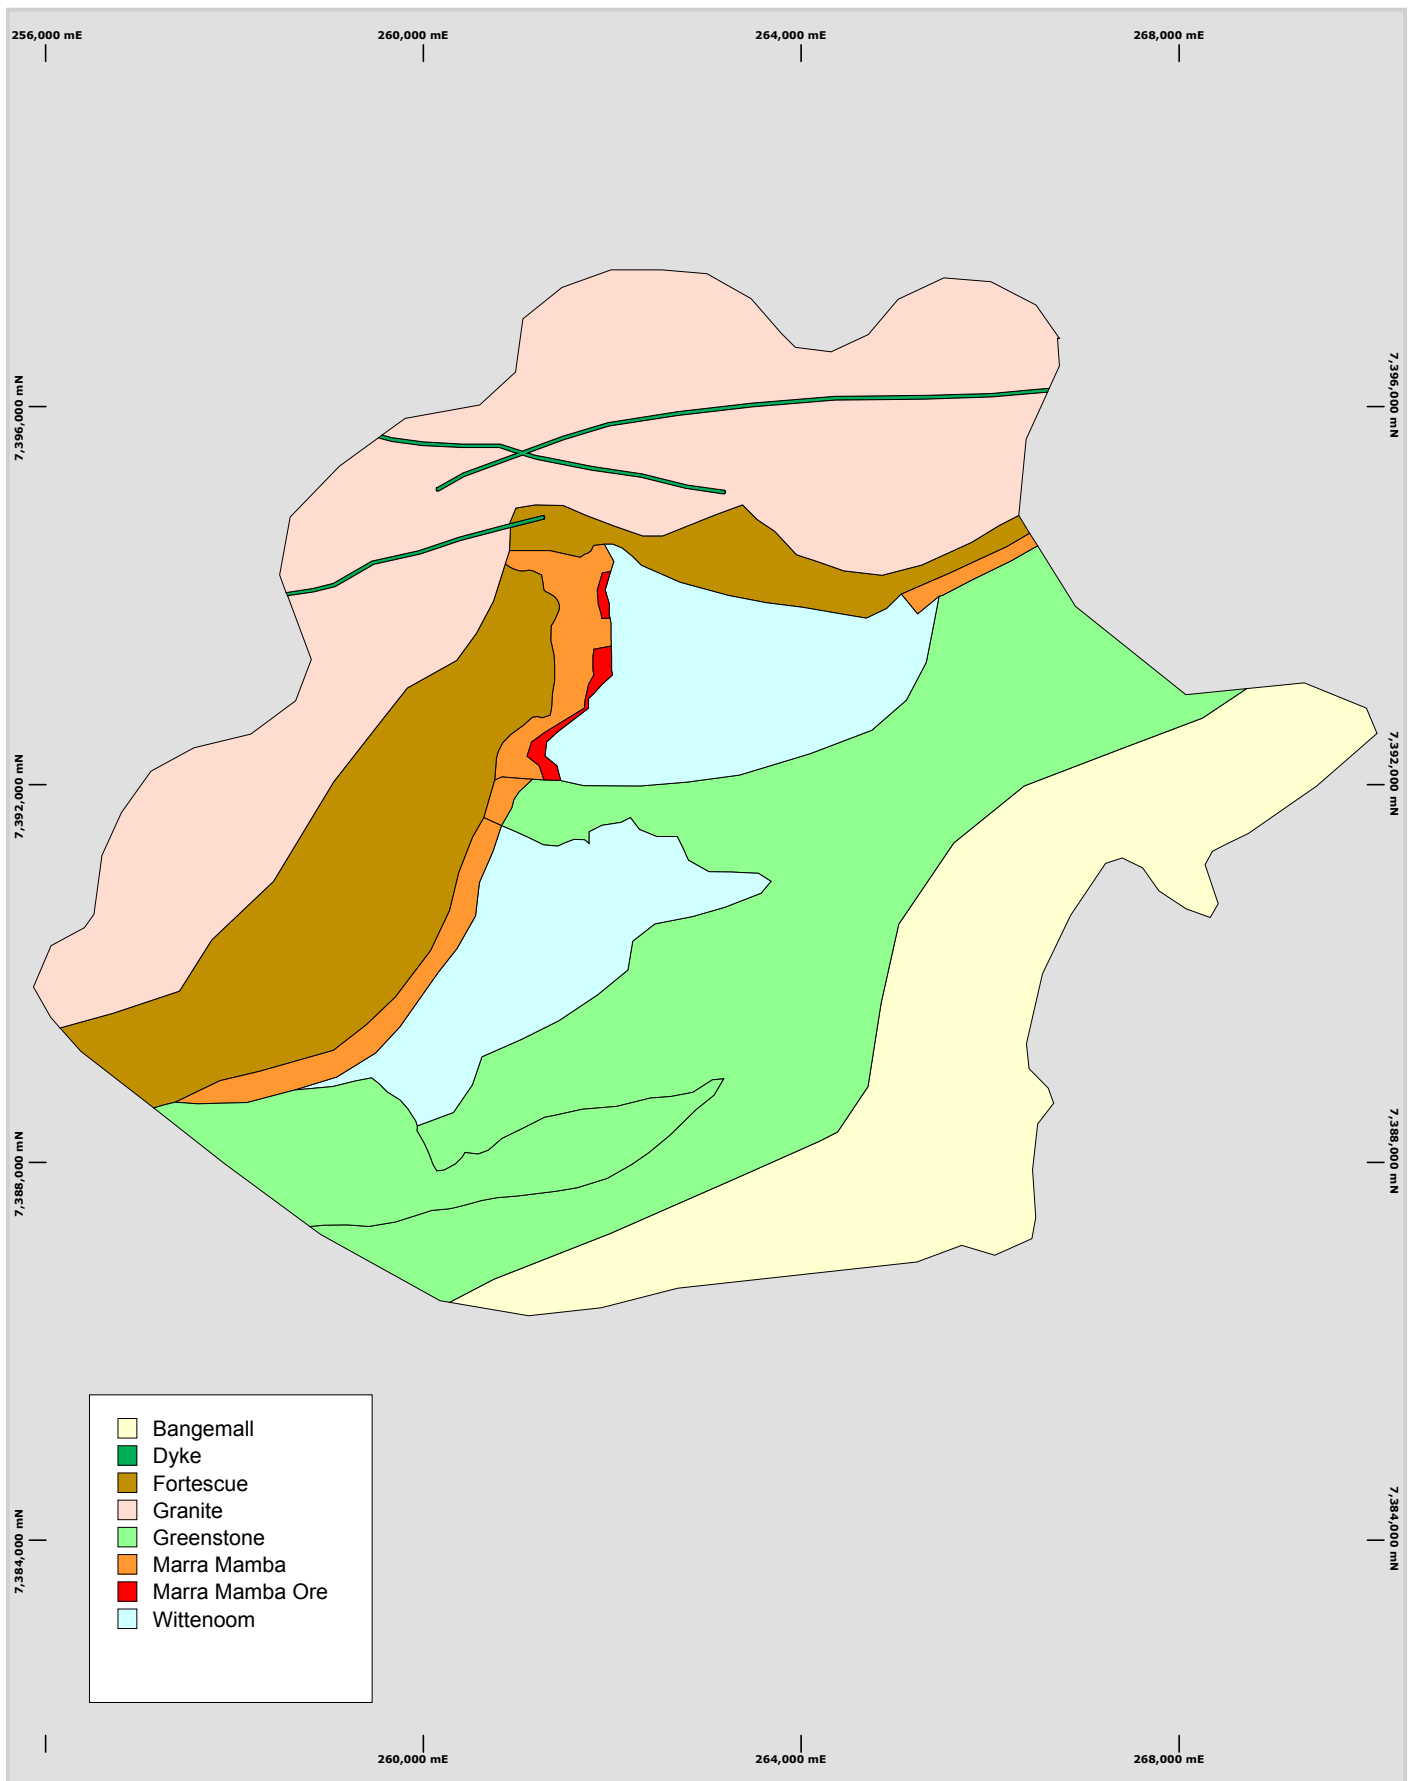 256,000 mE
260,000 mE
264,000 mE
268,000 mE
7,396,000 mN
7,396,000 mN
7,392,000 mN
7,392,000 mN
7,388,000 mN
7,388,000 mN
Bangemall
Dyke
Fortescue
Granite
Greenstone
Marra Mamba
Marra Mamba Ore
Wittenoom
7,384,000 mN
7,384,000 mN
260,000 mE
264,000 mE
268,000 mE